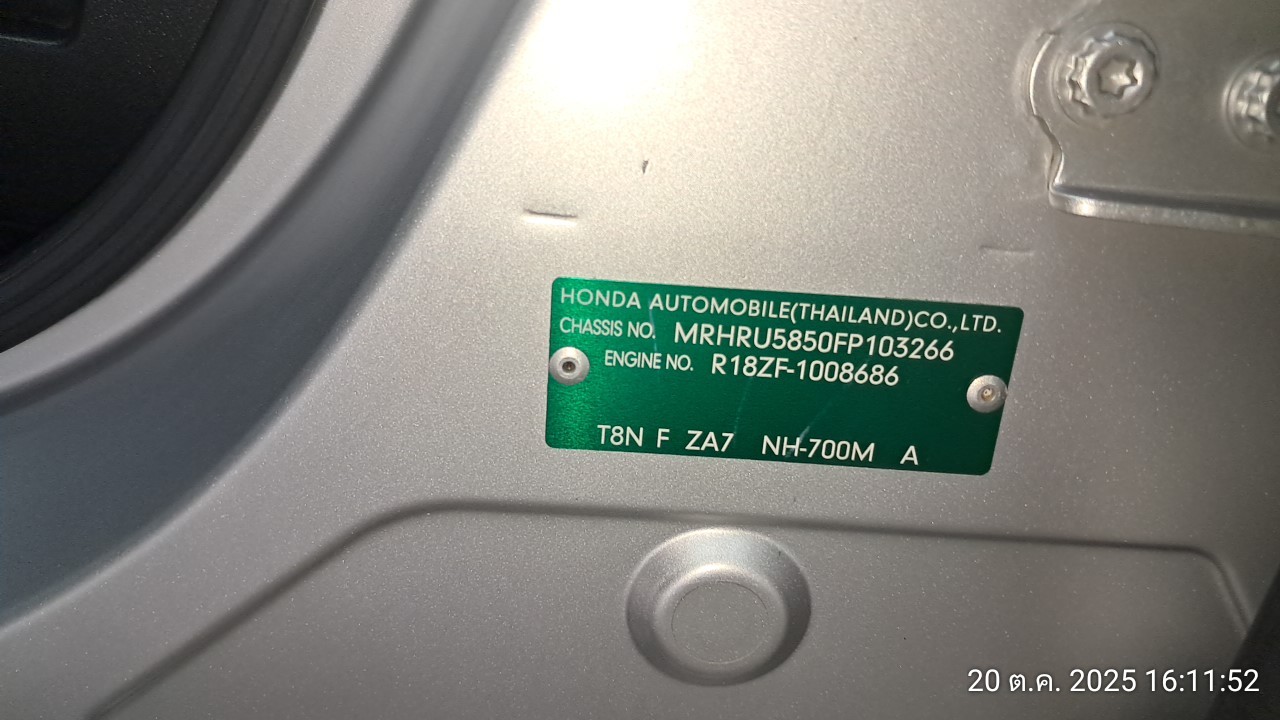 HONDA AUTOMOBILE(THAILAND)CO.,LTD.
CHASSIS NO. MRHRU5850FP103266
ENGINE NO. R18ZF-1008686
T8N F ZA7 NH-700M A
20 ต.ค. 2025 16:11:52